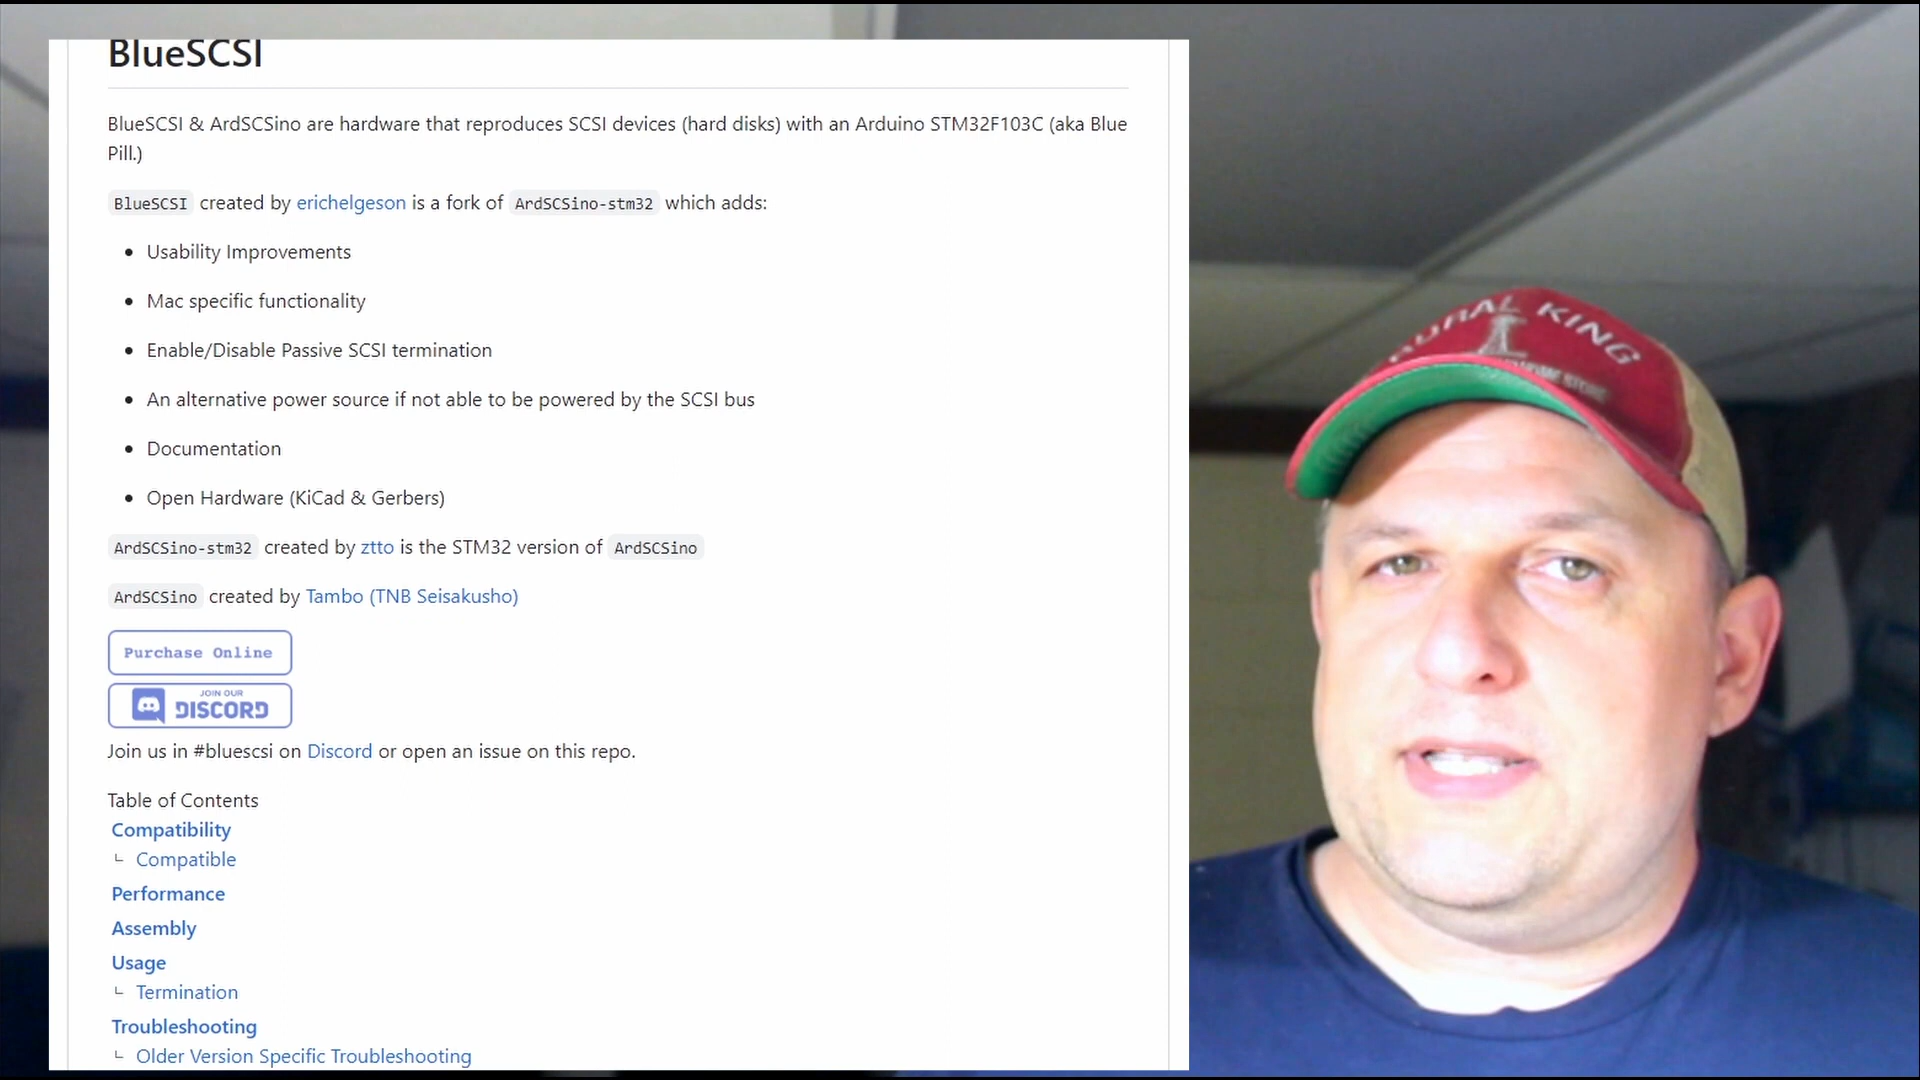 BlueSCSI
BlueSCSI & ArdSCSino are hardware that reproduces SCSI devices (hard disks) with an Arduino STM32F103C (aka Blue
Pill.)
BlueSCSI created by erichelgeson is a fork of ArdSCSino-stm32 which adds:
• Usability Improvements
• Mac specific functionality
• Enable/Disable Passive SCSI termination
• An alternative power source if not able to be powered by the SCSI bus
• Documentation
• Open Hardware (KiCad & Gerbers)
ArdSCSino-stm32 created by ztto is the STM32 version of ArdSCSino
ArdSCSino created by Tambo (TNB Seisakusho)
Purchase Online
JOIN OUR
DISCORD
Join us in #bluescsi on Discord or open an issue on this repo.
Table of Contents
Compatibility
Compatible
Performance
Assembly
Usage
Termination
Troubleshooting
Older Version Specific Troubleshooting
RURAL KING